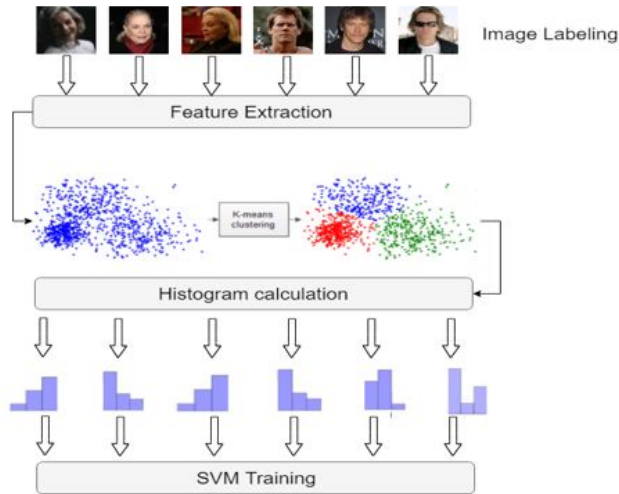 Image Labeling
Feature Extraction
K-means
clustering
Histogram calculation
SVM Training